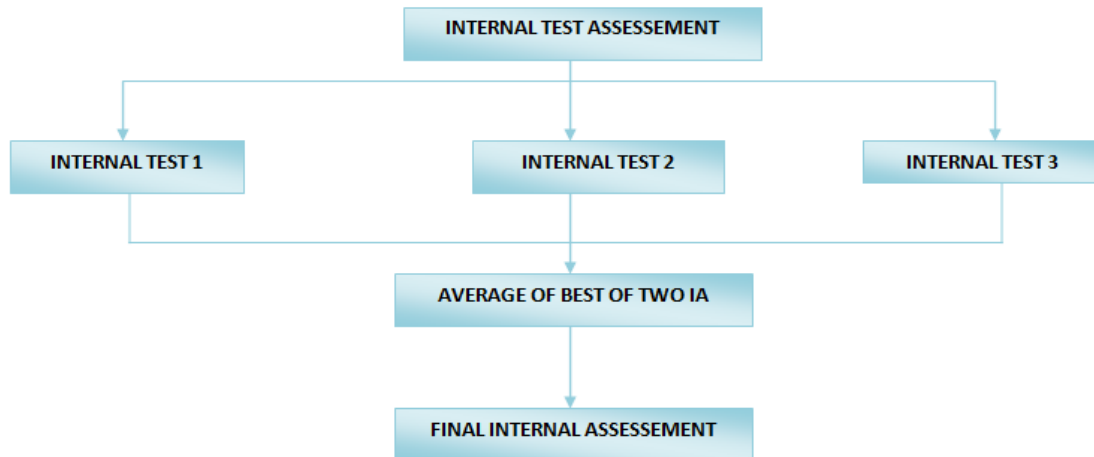 INTERNAL TEST ASSESSEMENT
INTERNAL TEST 1
INTERNAL TEST 2
INTERNAL TEST 3
AVERAGE OF BEST OF TWO IA
FINAL INTERNAL ASSESSEMENT